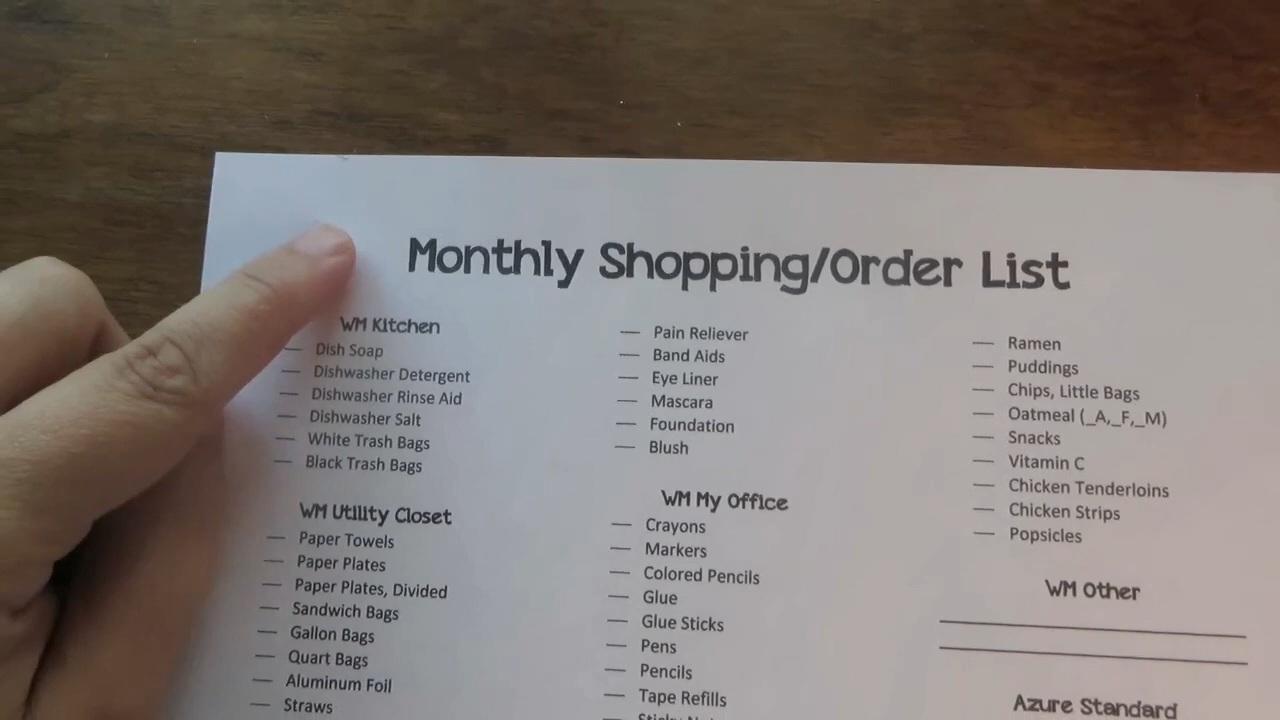 Monthly Shopping/Order List
WM Kitchen
Dish Soap
Dishwasher Detergent
Dishwasher Rinse Aid
Dishwasher Salt
White Trash Bags
Black Trash Bags
WM Utility Closet
Paper Towels
Paper Plates
Paper Plates, Divided
Sandwich Bags
Gallon Bags
Quart Bags
Aluminum Foil
Straws
Pain Reliever
Band Aids
Eye Liner
Mascara
Foundation
Blush
WM My Office
Crayons
Markers
Colored Pencils
Glue
Glue Sticks
Pens
Pencils
Tape Refills
Ramen
Puddings
Chips, Little Bags
Oatmeal (_A,_F,_M)
Snacks
Vitamin C
Chicken Tenderloins
Chicken Strips
Popsicles
WM Other
Azure Standard